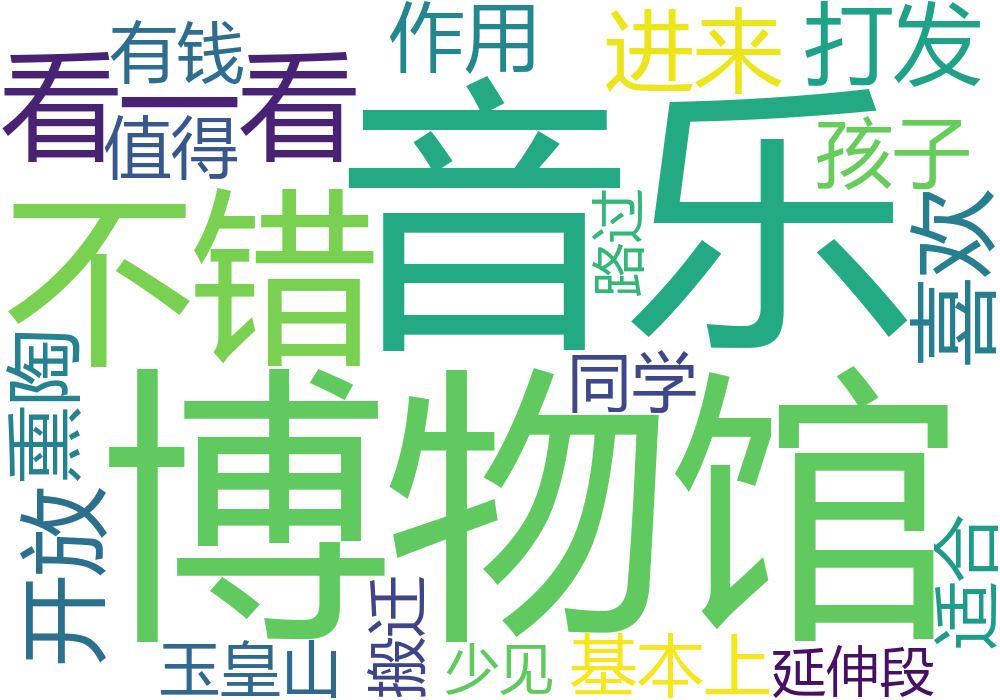 有钱
作用
进来
打发
看一看
值得
音乐
孩子
不错
路过
喜欢
熏陶
同学
博物馆
开放
适合
搬迁
玉皇山
少见
基本上
延伸段